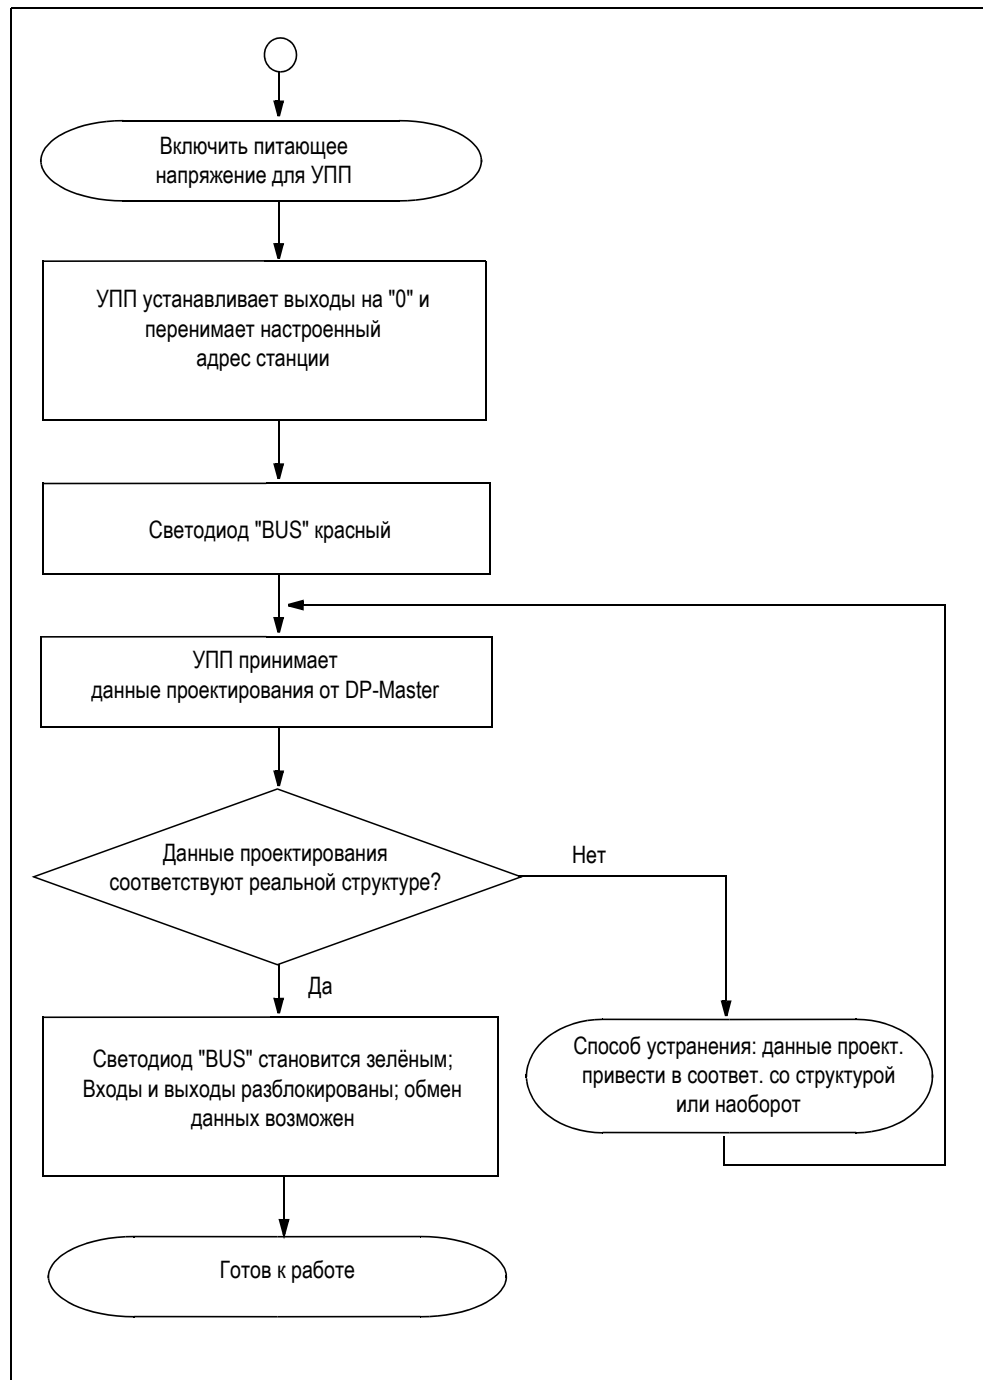 Включить питающее
напряжение для УПП
УПП устанавливает выходы на "0" и
перенимает настроенный
адрес станции
Светодиод "BUS" красный
УПП принимает
данные проектирования от DP-Master
Данные проектирования
соответствуют реальной структуре?
Нет
Да
Светодиод "BUS" становится зелёным;
Входы и выходы разблокированы; обмен
данных возможен
Способ устранения: данные проект.
привести в соответ. со структурой
или наоборот
Готов к работе